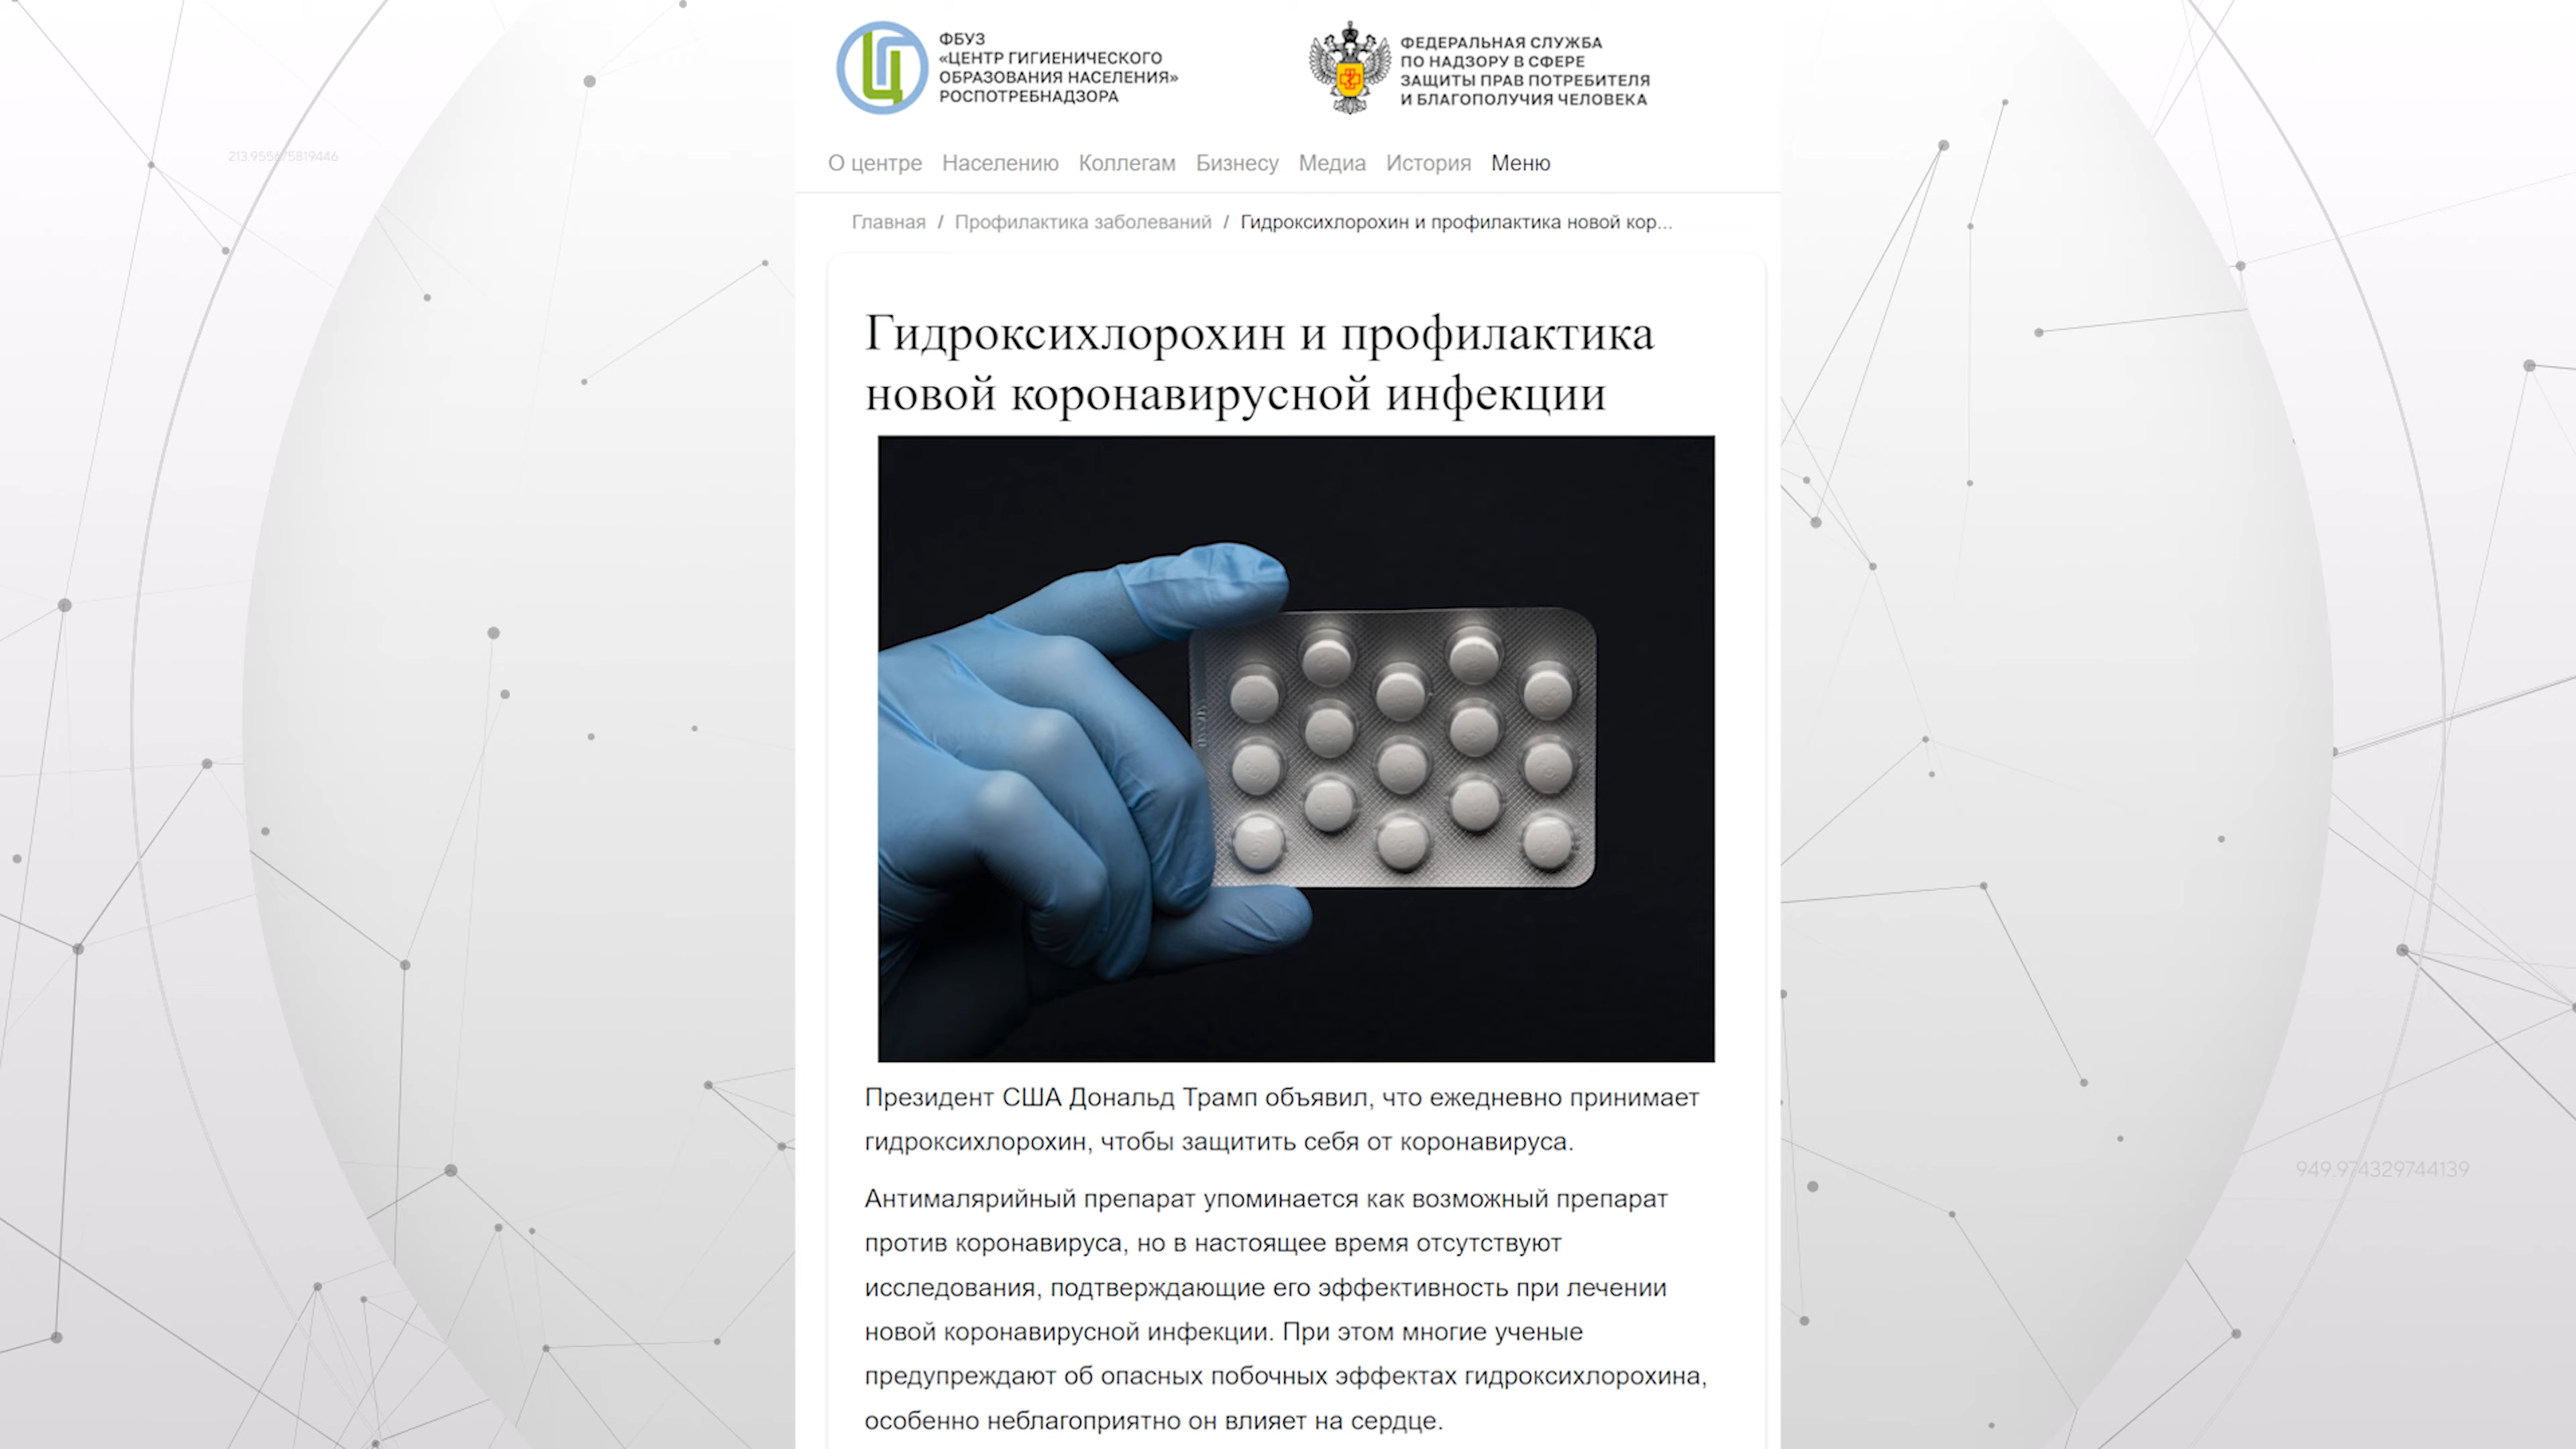 ФБУЗ
«ЦЕНТР ГИГИЕНИЧЕСКОГО
ОБРАЗОВАНИЯ НАСЕЛЕНИЯ»
РОСПОТРЕБНАДЗОРА
ФЕДЕРАЛЬНАЯ СЛУЖБА
ПО НАДЗОРУ В СФЕРЕ
ЗАЩИТЫ ПРАВ ПОТРЕБИТЕЛЯ
И БЛАГОПОЛУЧИЯ ЧЕЛОВЕКА
О центре Населению Коллегам Бизнесу Медиа История Меню
Главная / Профилактика заболеваний / Гидроксихлорохин и профилактика новой кор...
Гидроксихлорохин и профилактика
новой коронавирусной инфекции
Президент США Дональд Трамп объявил, что ежедневно принимает
гидроксихлорохин, чтобы защитить себя от коронавируса.
Антималярийный препарат упоминается как возможный препарат
против коронавируса, но в настоящее время отсутствуют
исследования, подтверждающие его эффективность при лечении
новой коронавирусной инфекции. При этом многие ученые
предупреждают об опасных побочных эффектах гидроксихлорохина,
особенно неблагоприятно он влияет на сердце.
949.974329744139